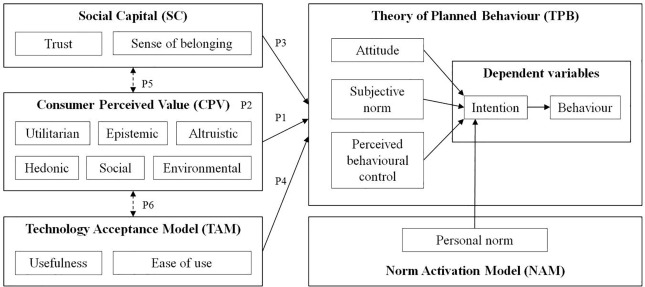 Social Capital (SC)
Trust
Sense of belonging
P3
P5
Consumer Perceived Value (CPV)
P2
Utilitarian
Epistemic
Altruistic
Hedonic
Social
Environmental
P1
P6
P4
Technology Acceptance Model (TAM)
Usefulness
Ease of use
Theory of Planned Behaviour (TPB)
Attitude
Subjective
norm
Perceived
behavioural
control
Dependent variables
Intention
Behaviour
Personal norm
Norm Activation Model (NAM)